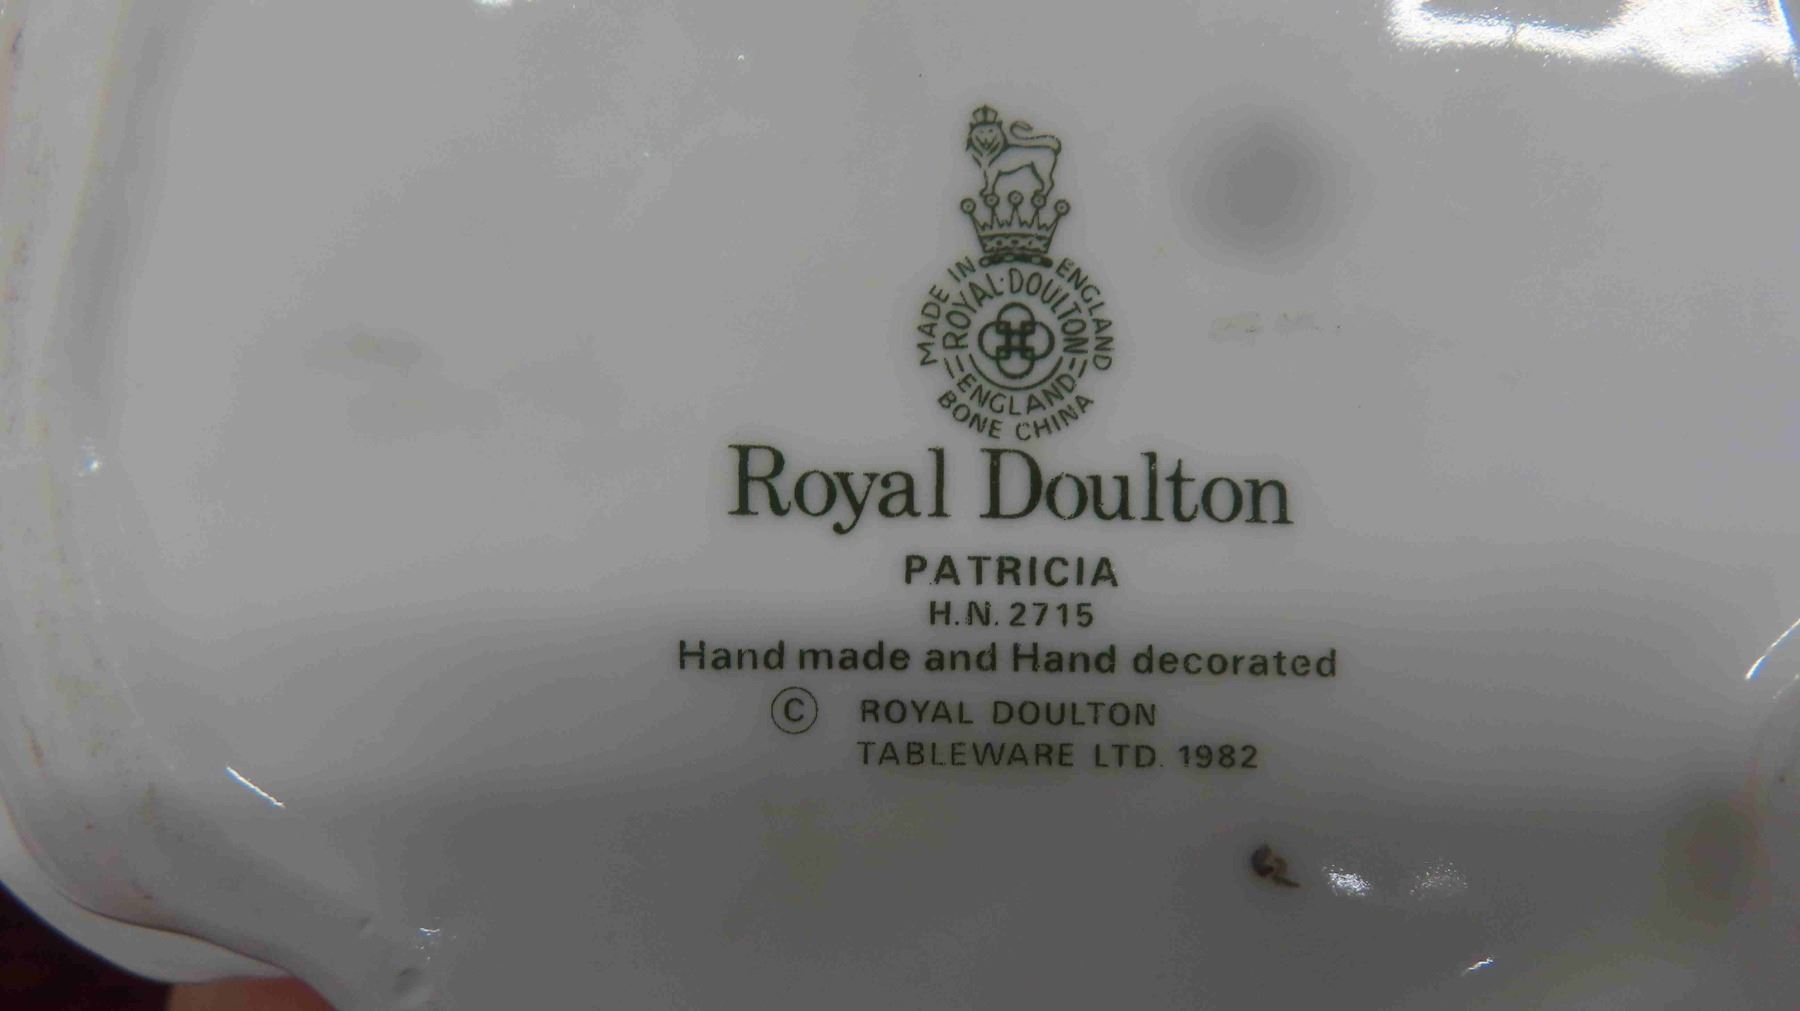 MADE IN ENGLAND
ROYAL·DOULTON
ENGLAND
BONE CHINA
Royal Doulton
PATRICIA
H.N. 2715
Hand made and Hand decorated
© ROYAL DOULTON
TABLEWARE LTD. 1982